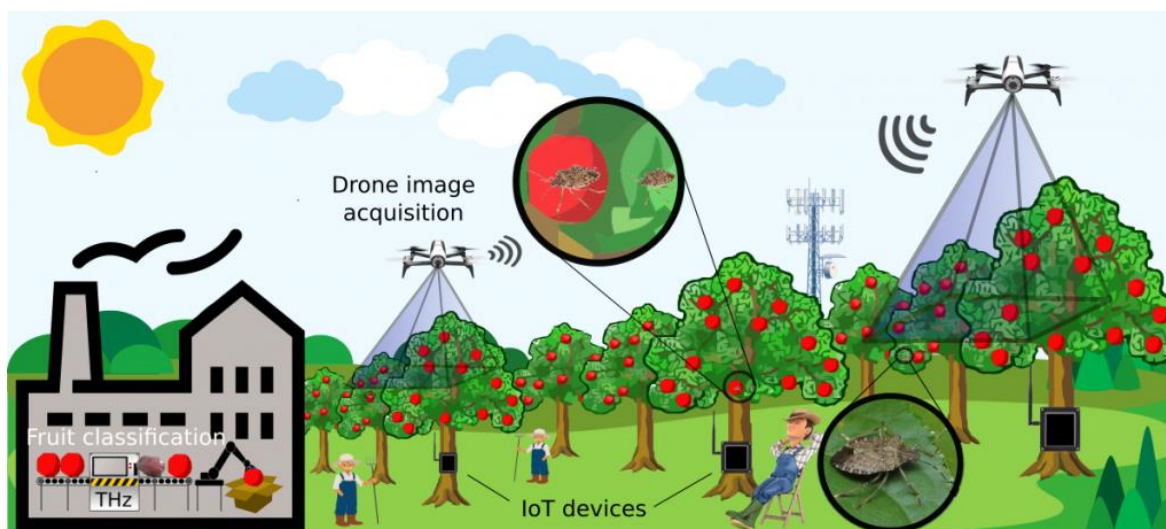 Drone image
acquisition
Fruit classification
THz
IoT devices